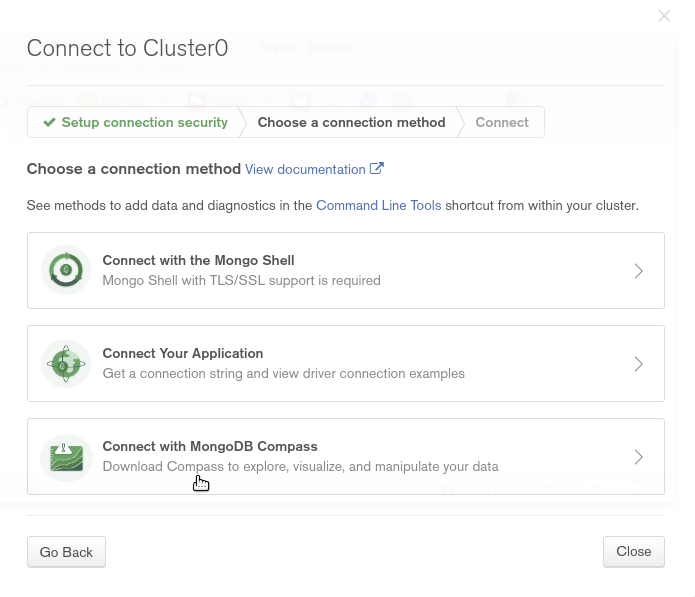 Connect to Cluster0
Setup connection security
Choose a connection method
Connect
Choose a connection method View documentation
See methods to add data and diagnostics in the Command Line Tools shortcut from within your cluster.
Connect with the Mongo Shell
Mongo Shell with TLS/SSL support is required
Connect Your Application
Get a connection string and view driver connection examples
Connect with MongoDB Compass
Download Compass to explore, visualize, and manipulate your data
Go Back
Close